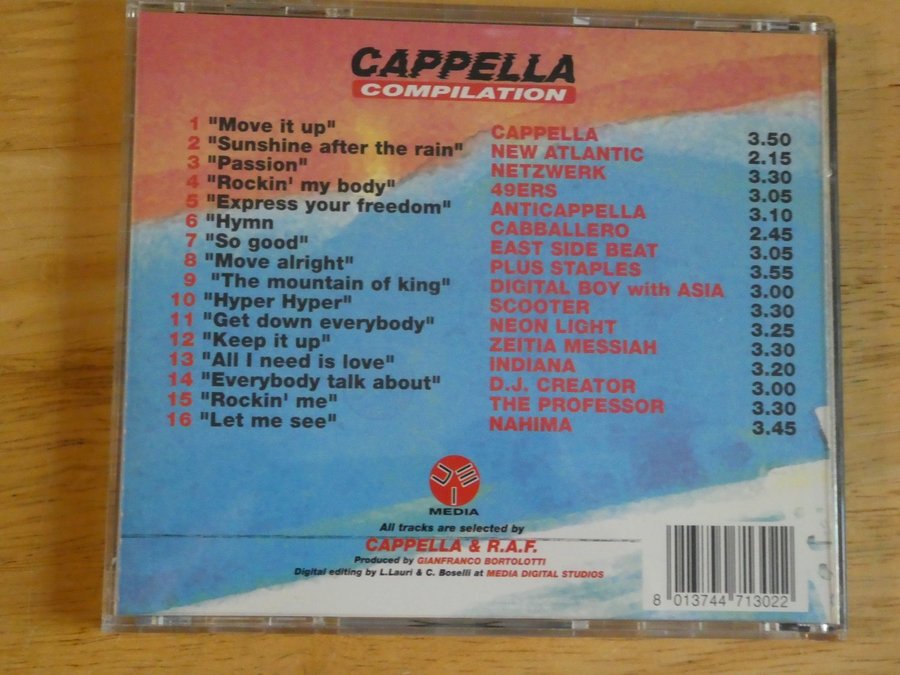 CAPPELLA
COMPILATION
1 "Move it up" CAPPELLA 3.50
2 "Sunshine after the rain" NEW ATLANTIC 2.15
3 "Passion" NETZWERK 3.30
4 "Rockin' my body" 49ERS 3.05
5 "Express your freedom" ANTICAPPELLA 3.10
6 "Hymn CABBALLERO 2.45
7 "So good" EAST SIDE BEAT 3.05
8 "Move alright" PLUS STAPLES 3.55
9 "The mountain of king" DIGITAL BOY with ASIA 3.00
10 "Hyper Hyper" SCOOTER 3.30
11 "Get down everybody" NEON LIGHT 3.25
12 "Keep it up" ZEITIA MESSIAH 3.30
13 "All I need is love" INDIANA 3.20
14 "Everybody talk about" D.J. CREATOR 3.00
15 "Rockin' me" THE PROFESSOR 3.30
16 "Let me see" NAHIMA 3.45
MEDIA
All tracks are selected by
CAPPELLA & R.A.F.
Produced by GIANFRANCO BORTOLOTTI
Digital editing by L.Lauri & C. Boselli at MEDIA DIGITAL STUDIOS
8 013744 713022